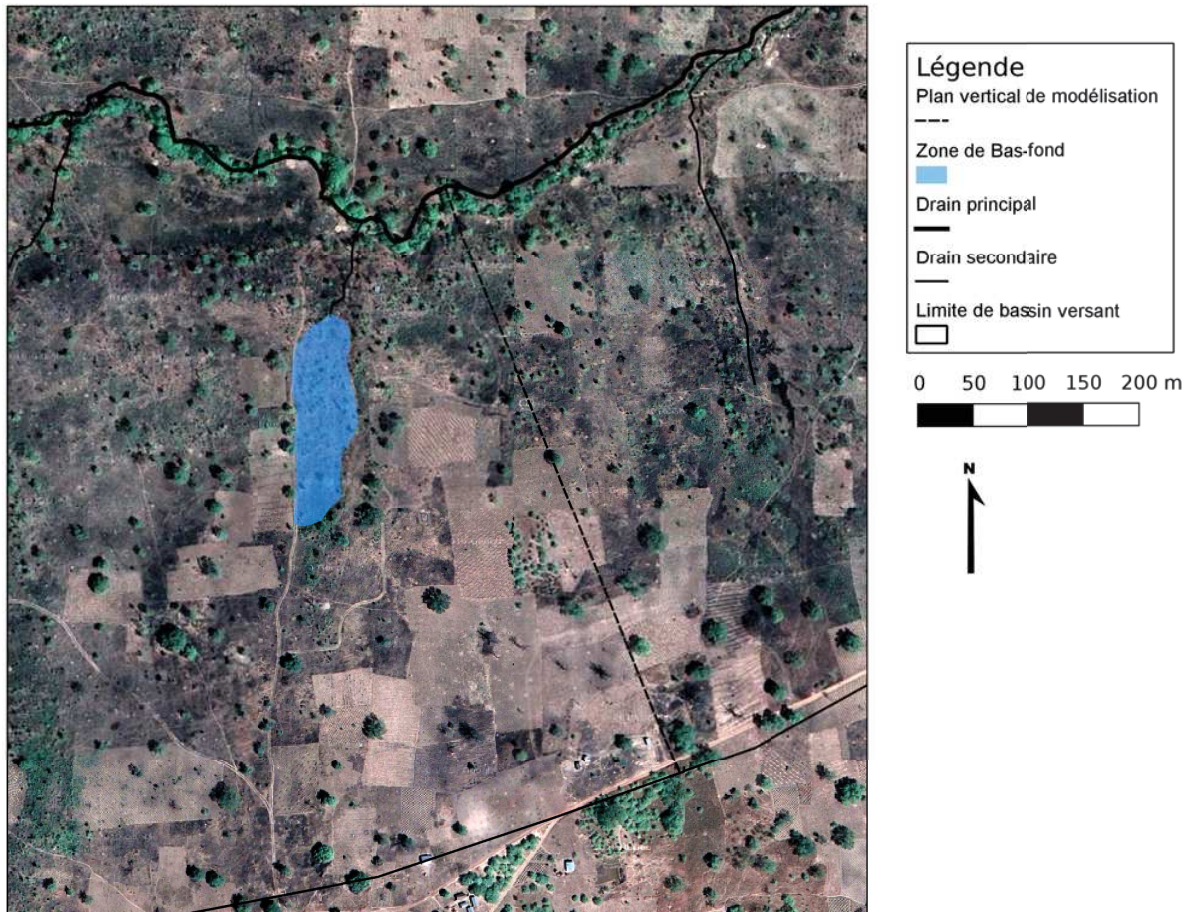 Légende
Plan vertical de modélisation
Zone de Bas-fond
Drain principal
Drain secondaire
Limite de bassin versant
0 50 100 150 200 m
N